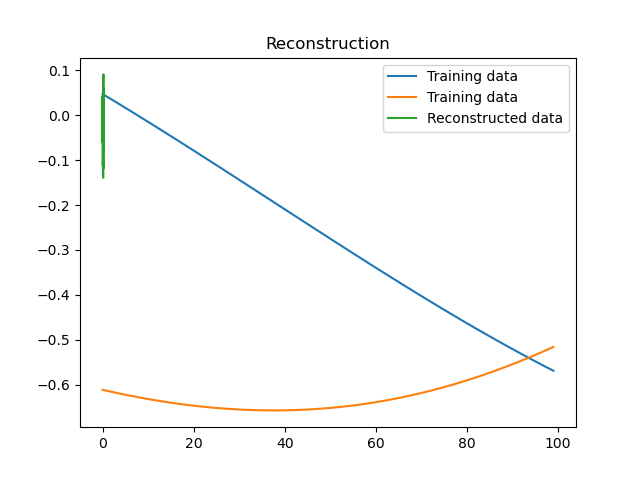 Reconstruction
Training data
Training data
Reconstructed data
0.1
0.0
−0.1
−0.2
−0.3
−0.4
−0.5
−0.6
0 20 40 60 80 100